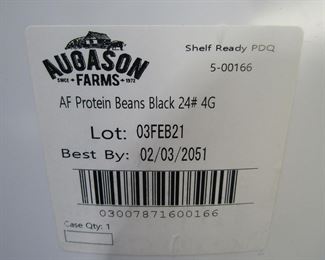 AUGASON
SINCE FARMS 1972
Shelf Ready PDQ
5-00166
AF Protein Beans Black 24# 4G
Lot: 03FEB21
Best By: 02/03/2051
03007871600166
Case Qty: 1